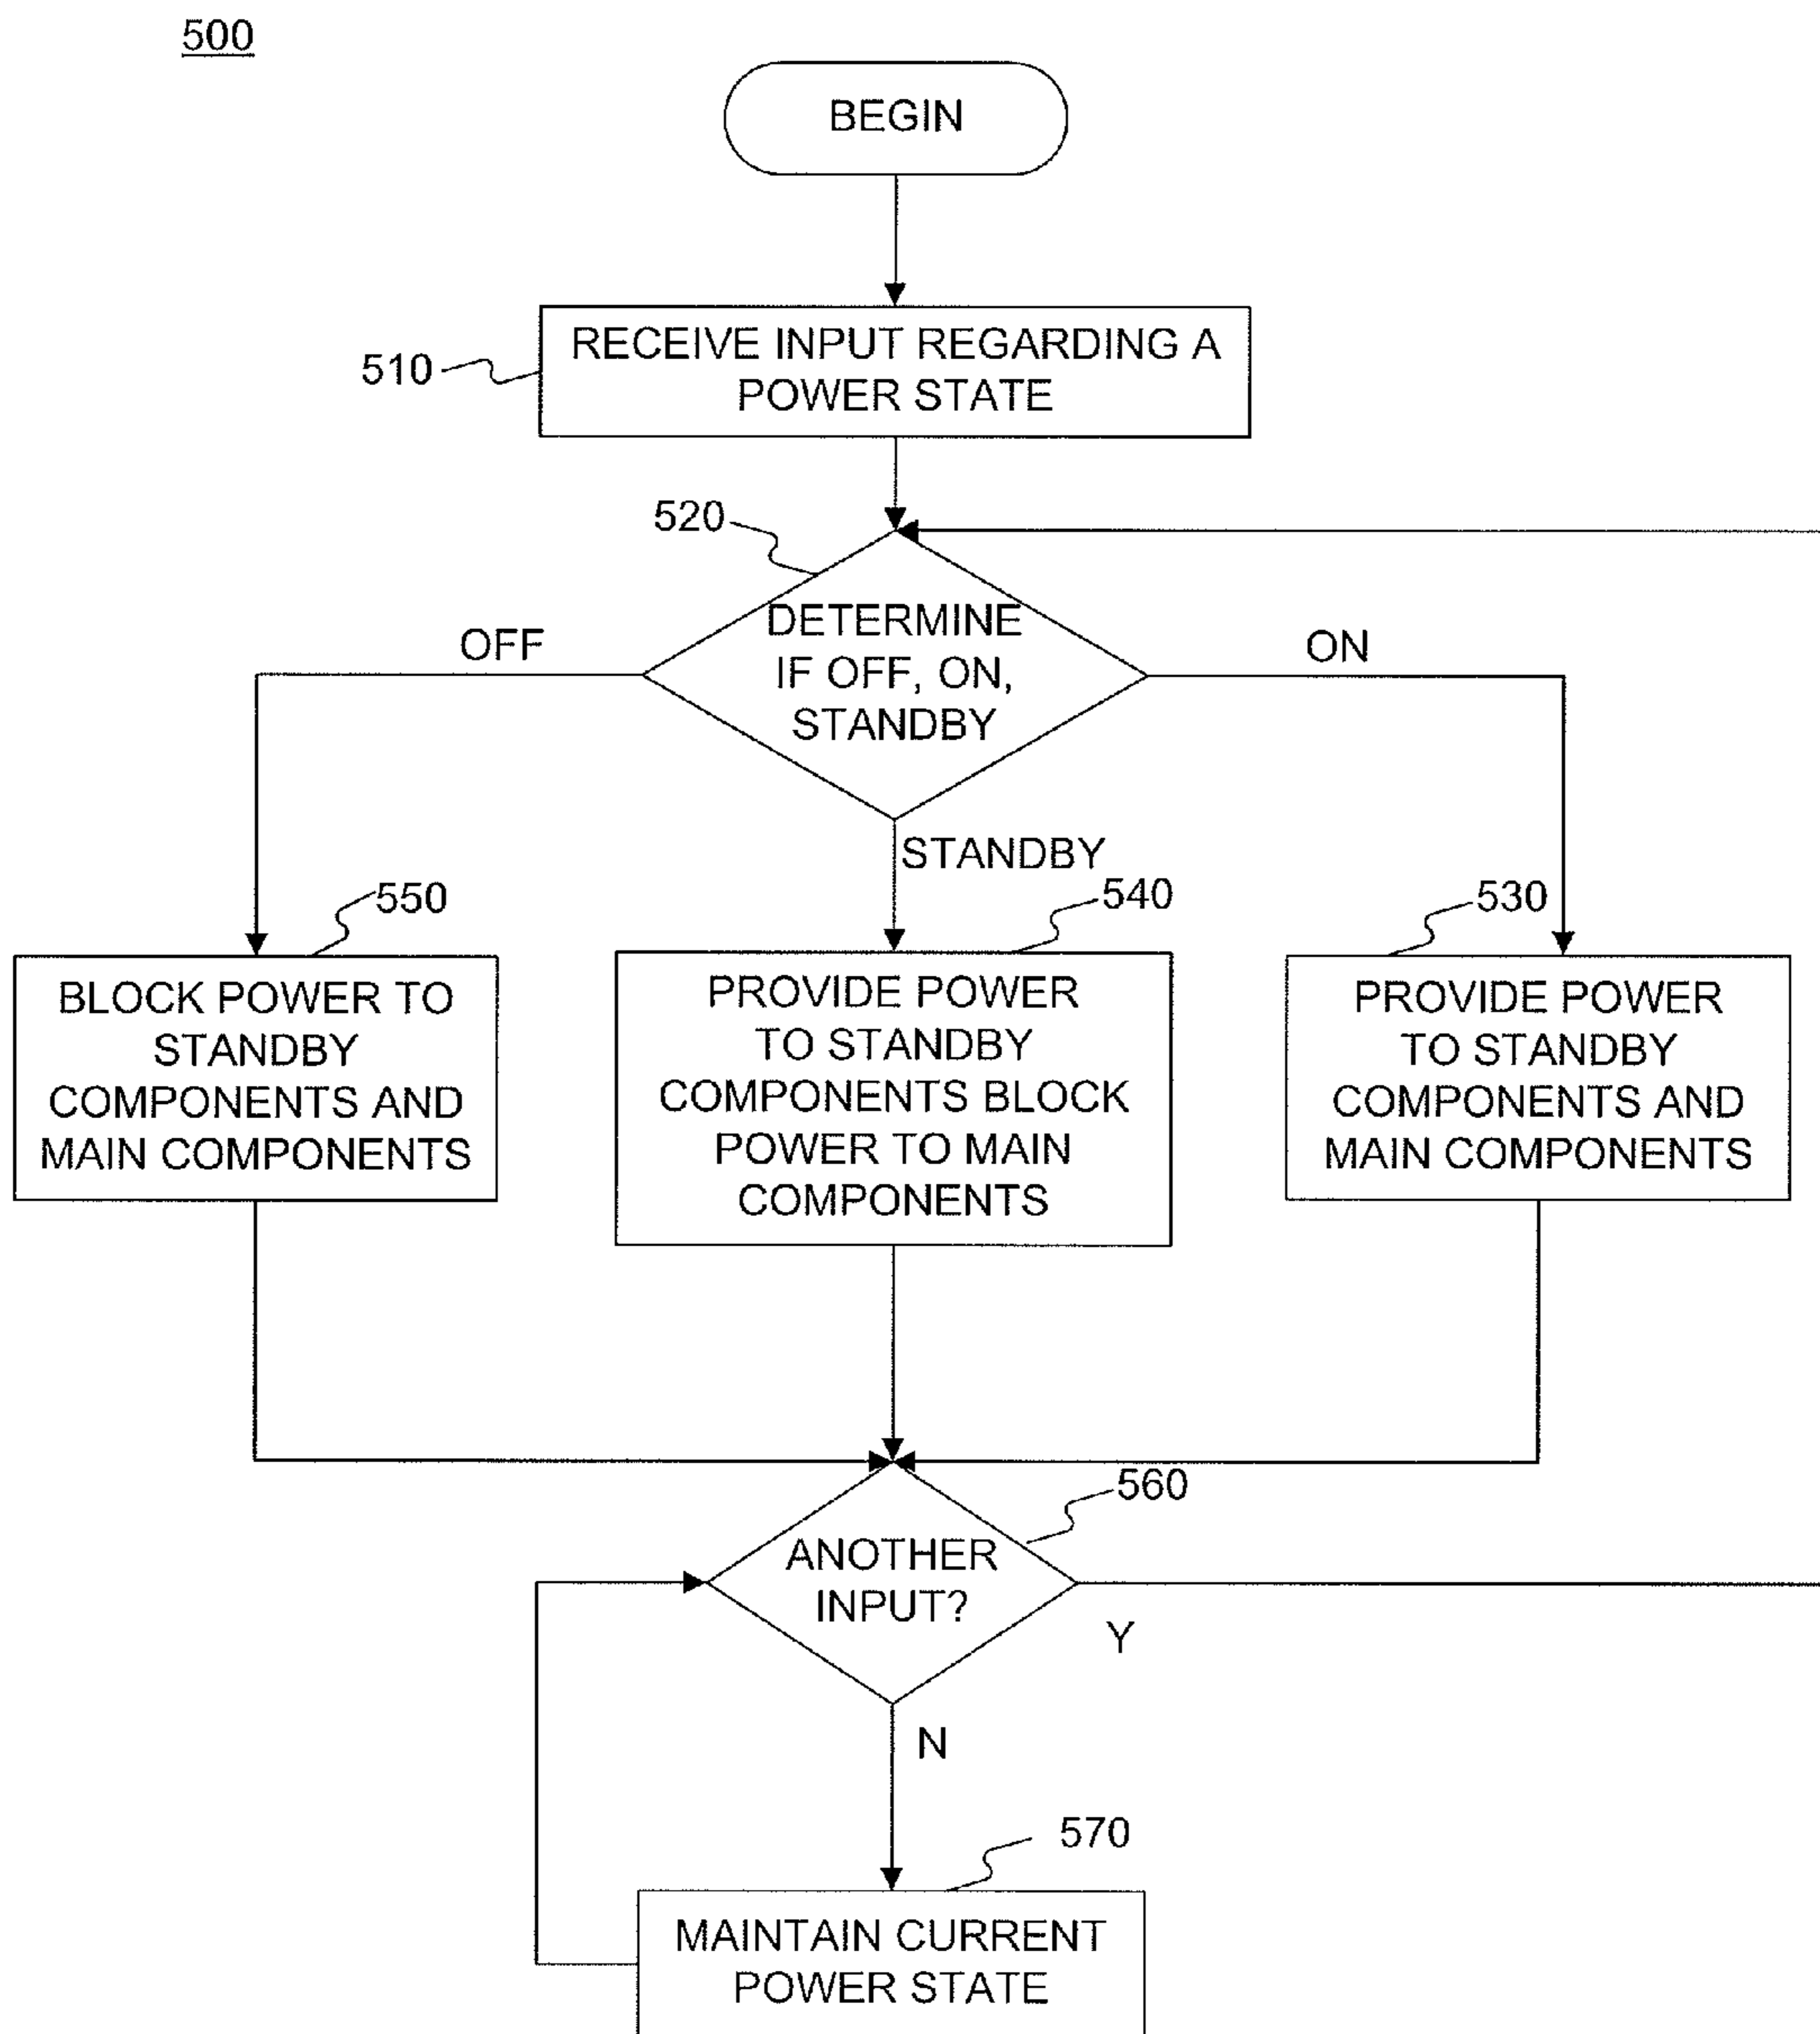 500
BEGIN
510
RECEIVE INPUT REGARDING A
POWER STATE
520
DETERMINE
IF OFF, ON,
STANDBY
OFF
ON
STANDBY
550
BLOCK POWER TO
STANDBY
COMPONENTS AND
MAIN COMPONENTS
540
PROVIDE POWER
TO STANDBY
COMPONENTS BLOCK
POWER TO MAIN
COMPONENTS
530
PROVIDE POWER
TO STANDBY
COMPONENTS AND
MAIN COMPONENTS
560
ANOTHER
INPUT?
Y
N
570
MAINTAIN CURRENT
POWER STATE